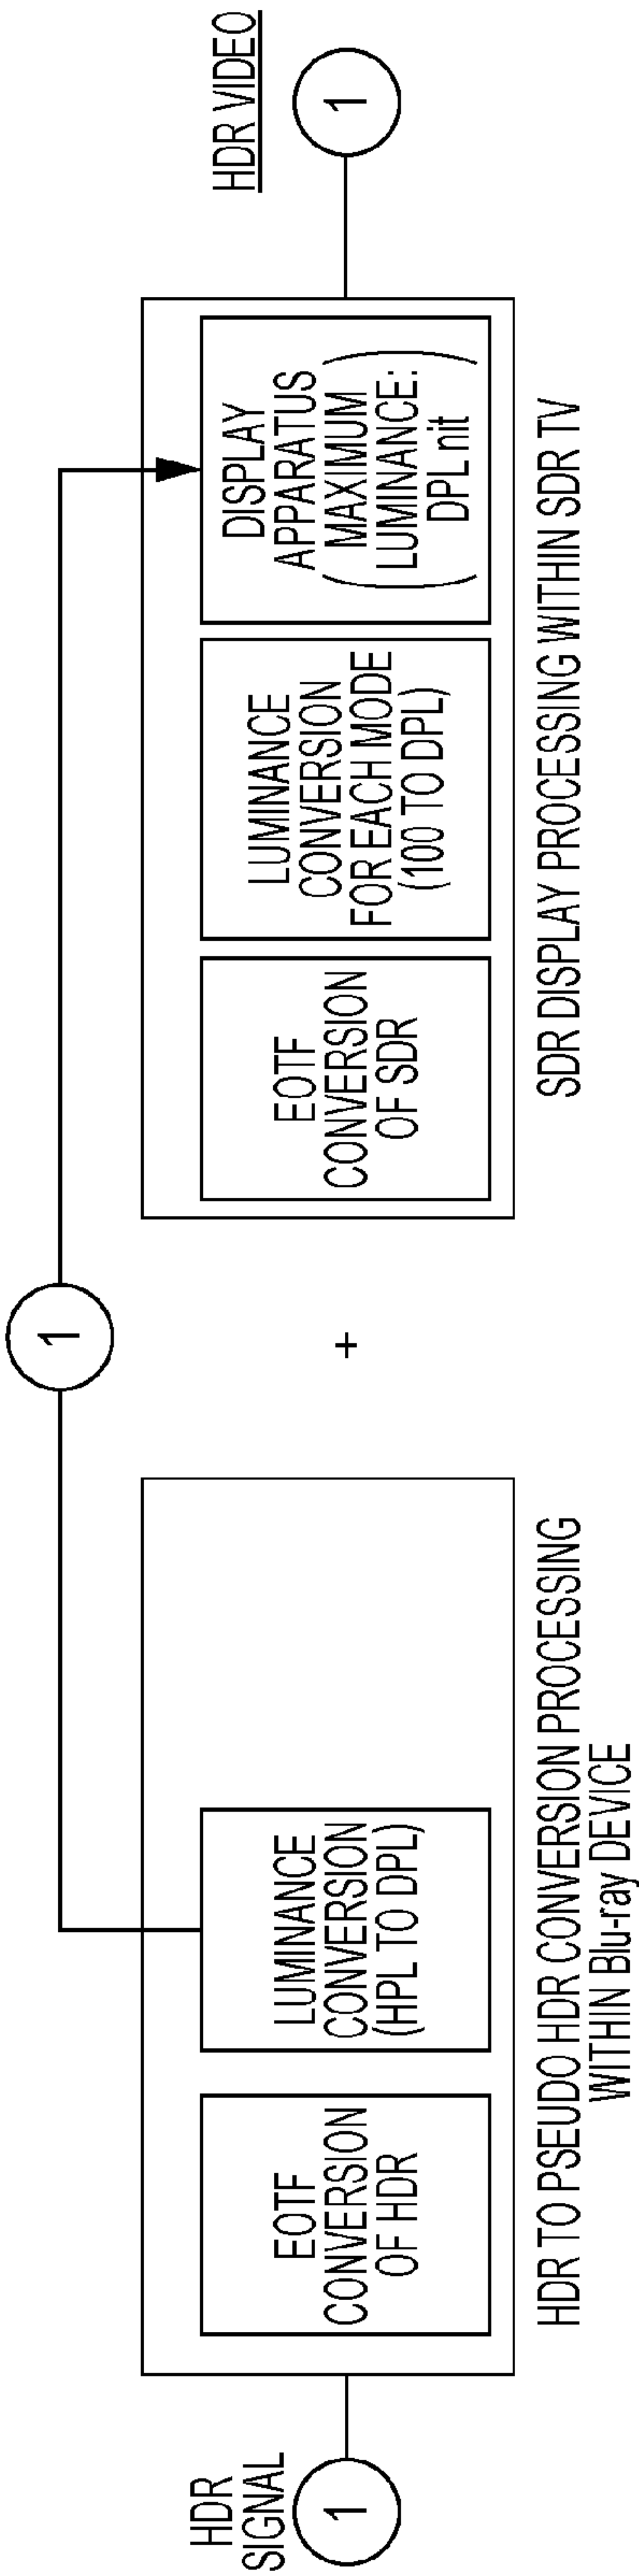 HDR
SIGNAL
1
EOTF
CONVERSION
OF HDR
LUMINANCE
CONVERSION
(HPL TO DPL)
HDR TO PSEUDO HDR CONVERSION PROCESSING
WITHIN Blu-ray DEVICE
1
+
EOTF
CONVERSION
OF SDR
LUMINANCE
CONVERSION
FOR EACH MODE
(100 TO DPL)
DISPLAY
APPARATUS
(MAXIMUM
LUMINANCE:
DPL nit)
SDR DISPLAY PROCESSING WITHIN SDR TV
HDR VIDEO
1